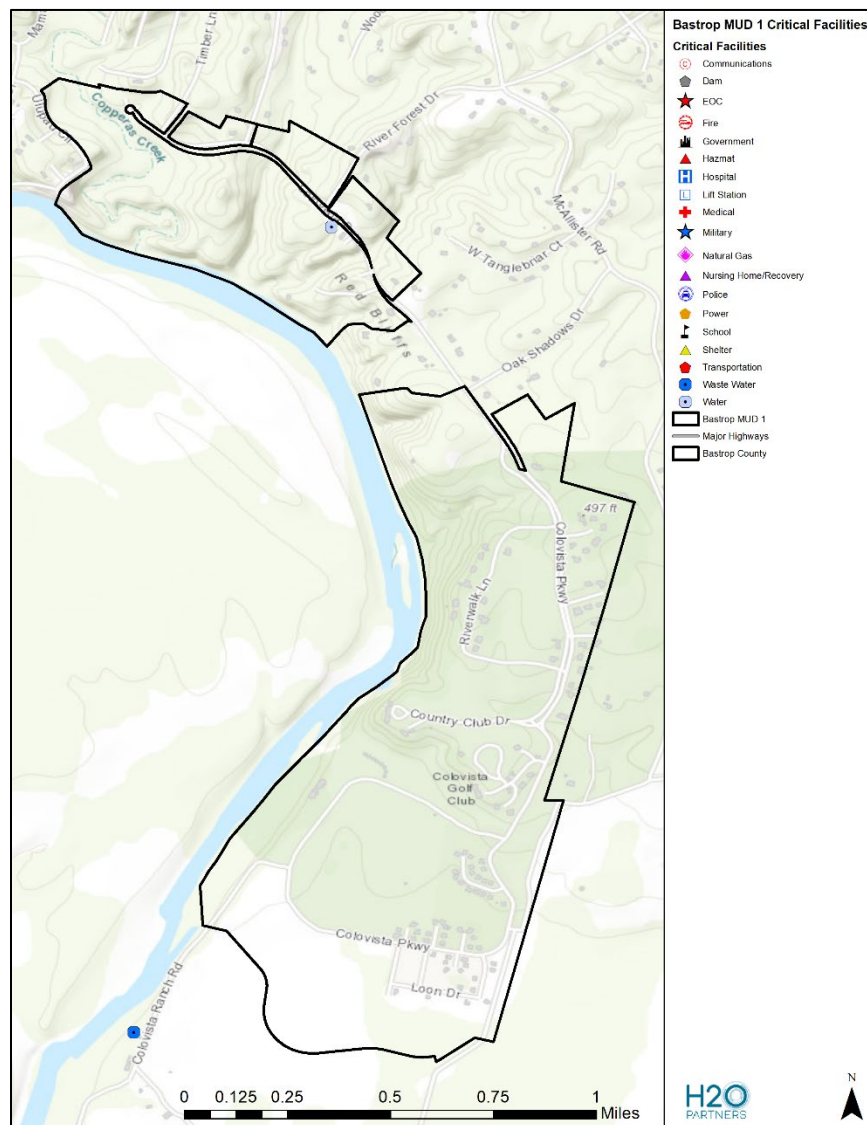 Bastrop MUD 1 Critical Facilities
Critical Facilities
C
Communications
Dam
EOC
Fire
Government
Hazmat
H
Hospital
L
Lift Station
Medical
Military
Natural Gas
Nursing Home/Recovery
Police
Power
School
Shelter
Transportation
Waste Water
Water
Bastrop MUD 1
Major Highways
Bastrop County
Timber Ln
Copperas Creek
River Forest Dr
McAllister Rd
Red Bluffs
Oak Shadows Dr
497 ft
Colovista Pkwy
Riverwalk Ln
Country Club Dr
Colovista
Golf
Club
Colovista Pkwy
Loon Dr
Colovista Ranch Rd
0 0.125 0.25 0.5 0.75 1
Miles
H2O
PARTNERS
N